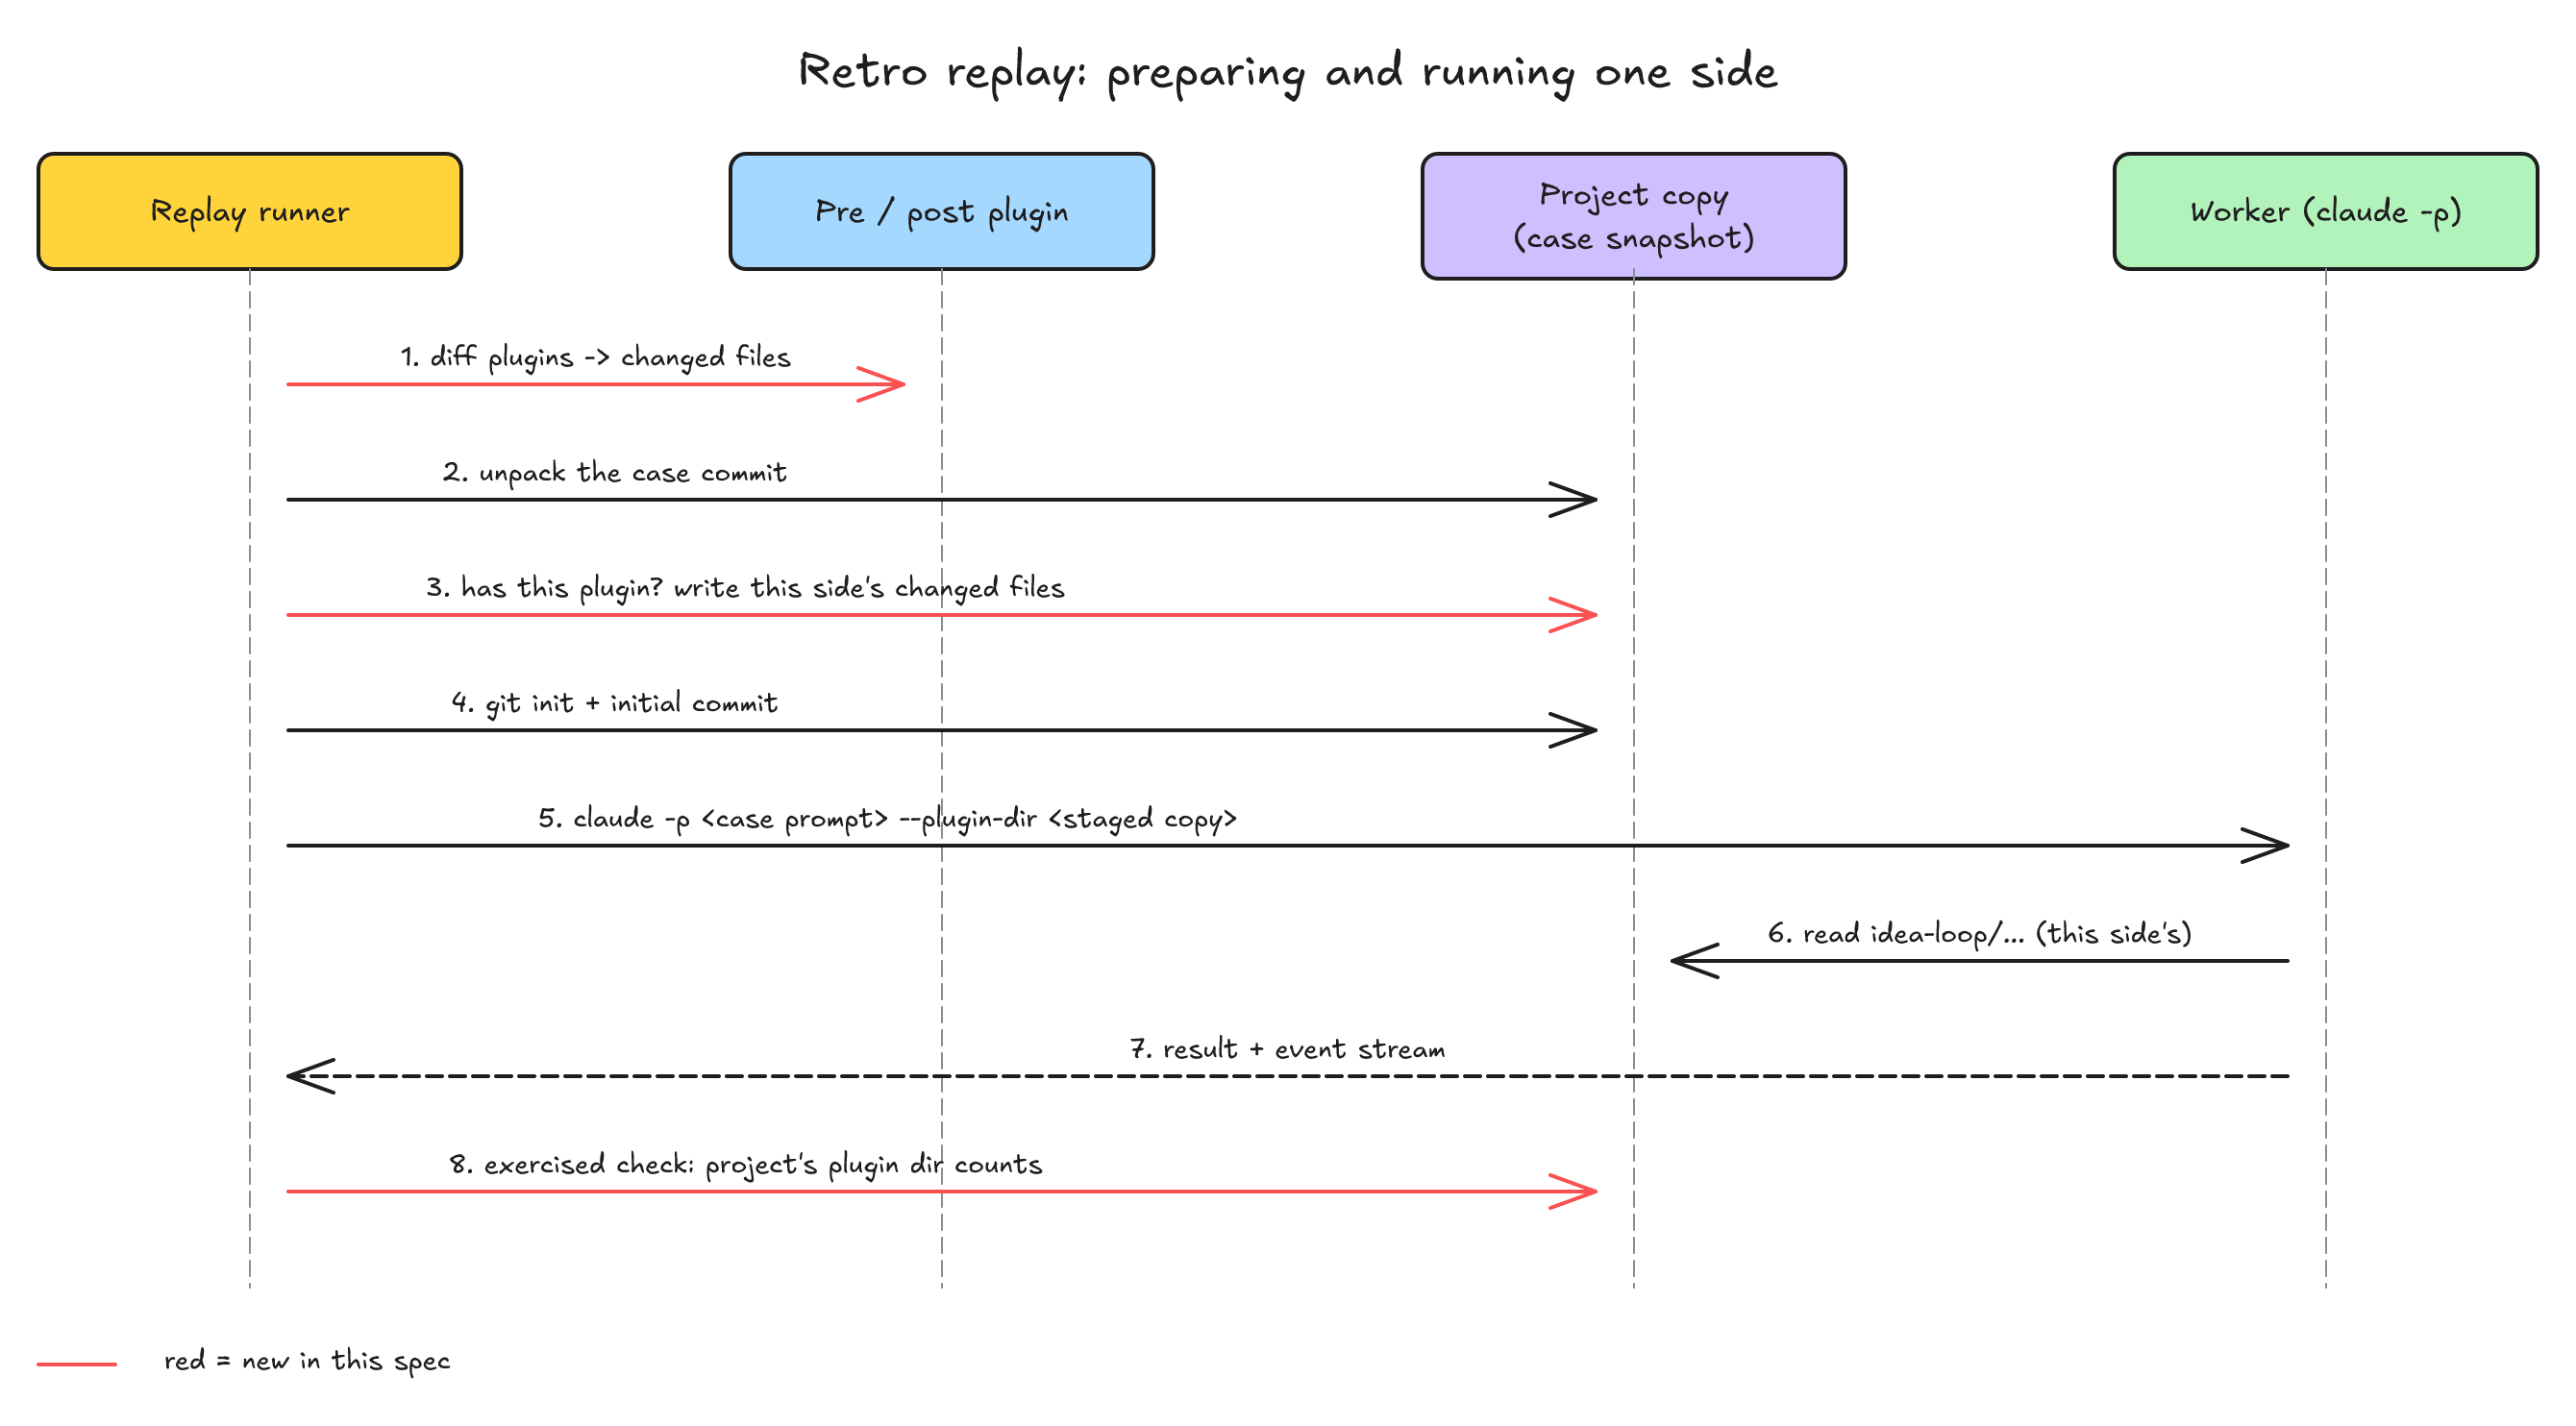 Retro replay: preparing and running one side
Replay runner
Pre / post plugin
Project copy
(case snapshot)
Worker (claude -p)
1. diff plugins -> changed files
2. unpack the case commit
3. has this plugin? write this side's changed files
4. git init + initial commit
5. claude -p <case prompt> --plugin-dir <staged copy>
6. read idea-loop/... (this side's)
7. result + event stream
8. exercised check: project's plugin dir counts
red = new in this spec